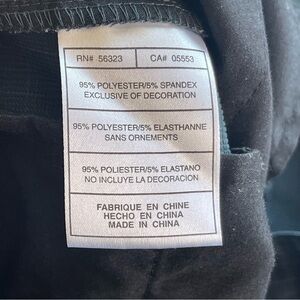 RN# 56323 CA# 05553
95% POLYESTER/5% SPANDEX
EXCLUSIVE OF DECORATION
95% POLYESTER/5% ELASTHANNE
SANS ORNEMENTS
95% POLIESTER/5% ELASTANO
NO INCLUYE LA DECORACION
FABRIQUE EN CHINE
HECHO EN CHINA
MADE IN CHINA